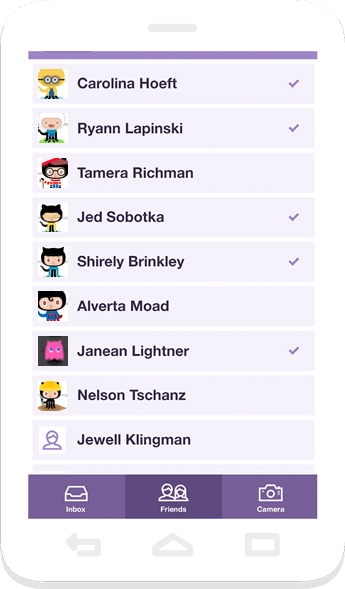 Carolina Hoeft
Ryann Lapinski
Tamera Richman
Jed Sobotka
Shirely Brinkley
Alverta Moad
Janean Lightner
Nelson Tschanz
Jewell Klingman
Inbox
Friends
Camera